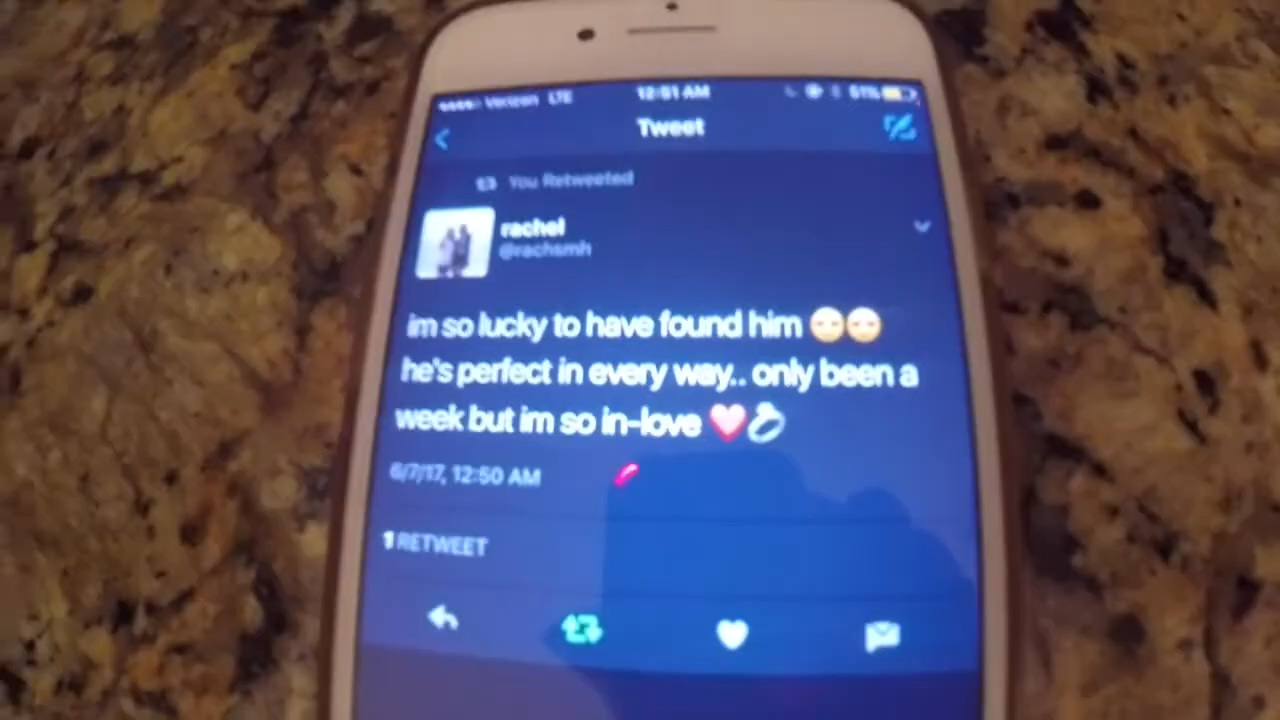 Verizon LTE 12:51 AM 51%
Tweet
You Retweeted
rachel
@rachsmh
im so lucky to have found him 😌😌
he's perfect in every way.. only been a
week but im so in-love ❤️💍
6/7/17, 12:50 AM
1 RETWEET